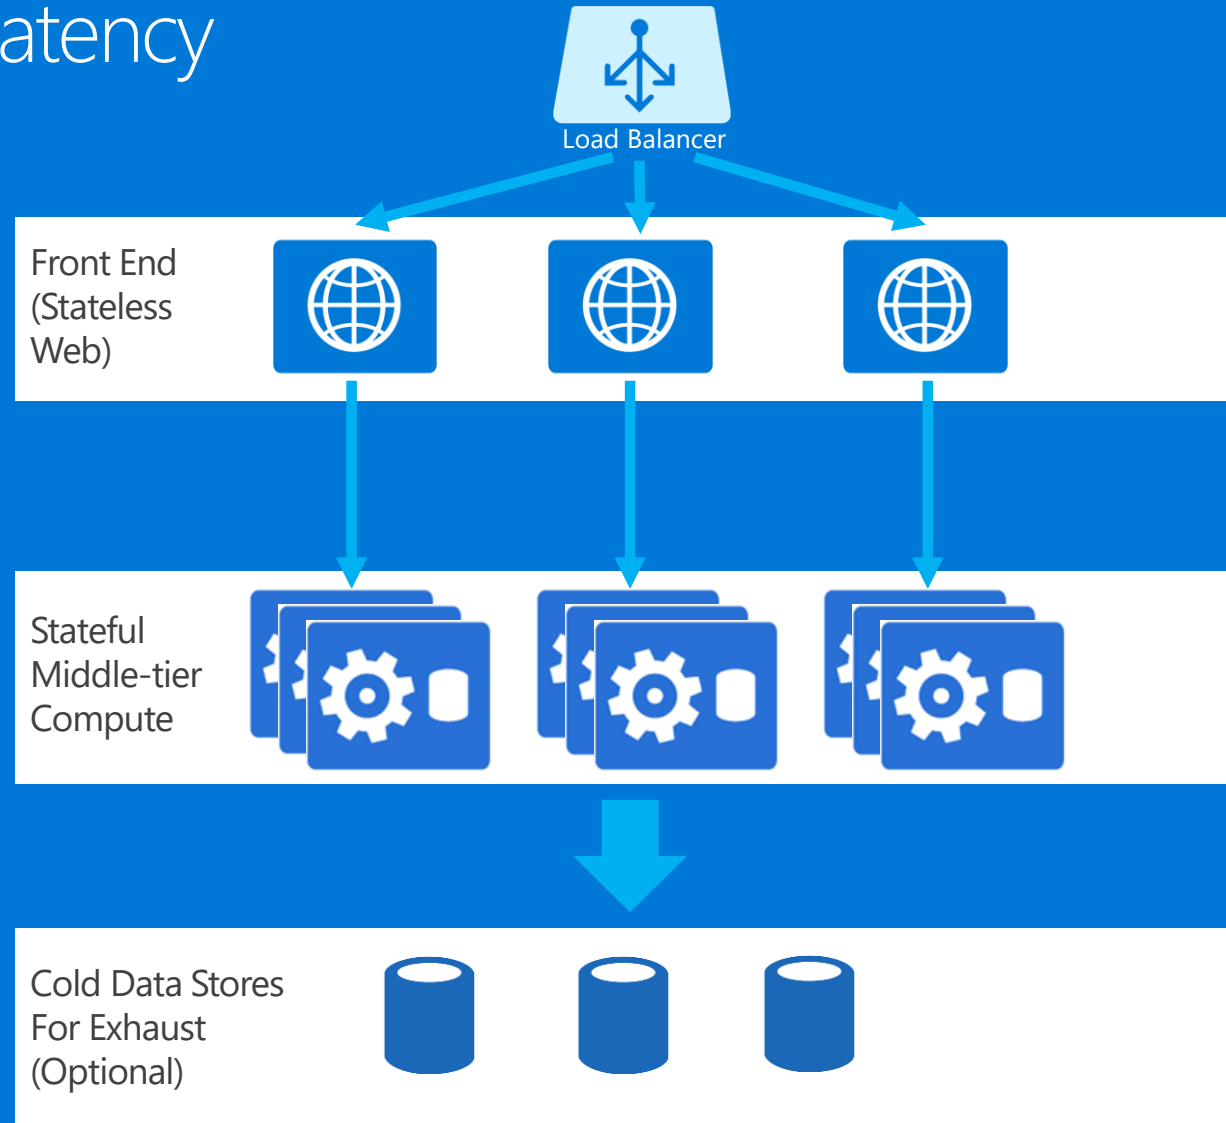 atency
Load Balancer
Front End
(Stateless
Web)
Stateful
Middle-tier
Compute
Cold Data Stores
For Exhaust
(Optional)